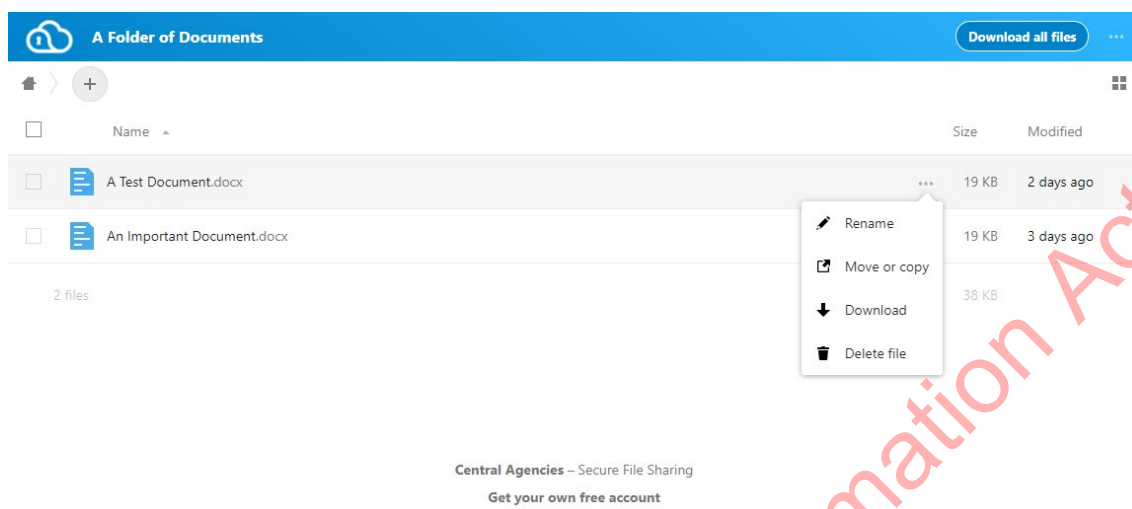 A Folder of Documents Download all files
Name Size Modified
A Test Document.docx 19 KB 2 days ago
Rename
An Important Document.docx 19 KB 3 days ago
Move or copy
2 files 38 KB
Download
Delete file
Central Agencies – Secure File Sharing
Get your own free account